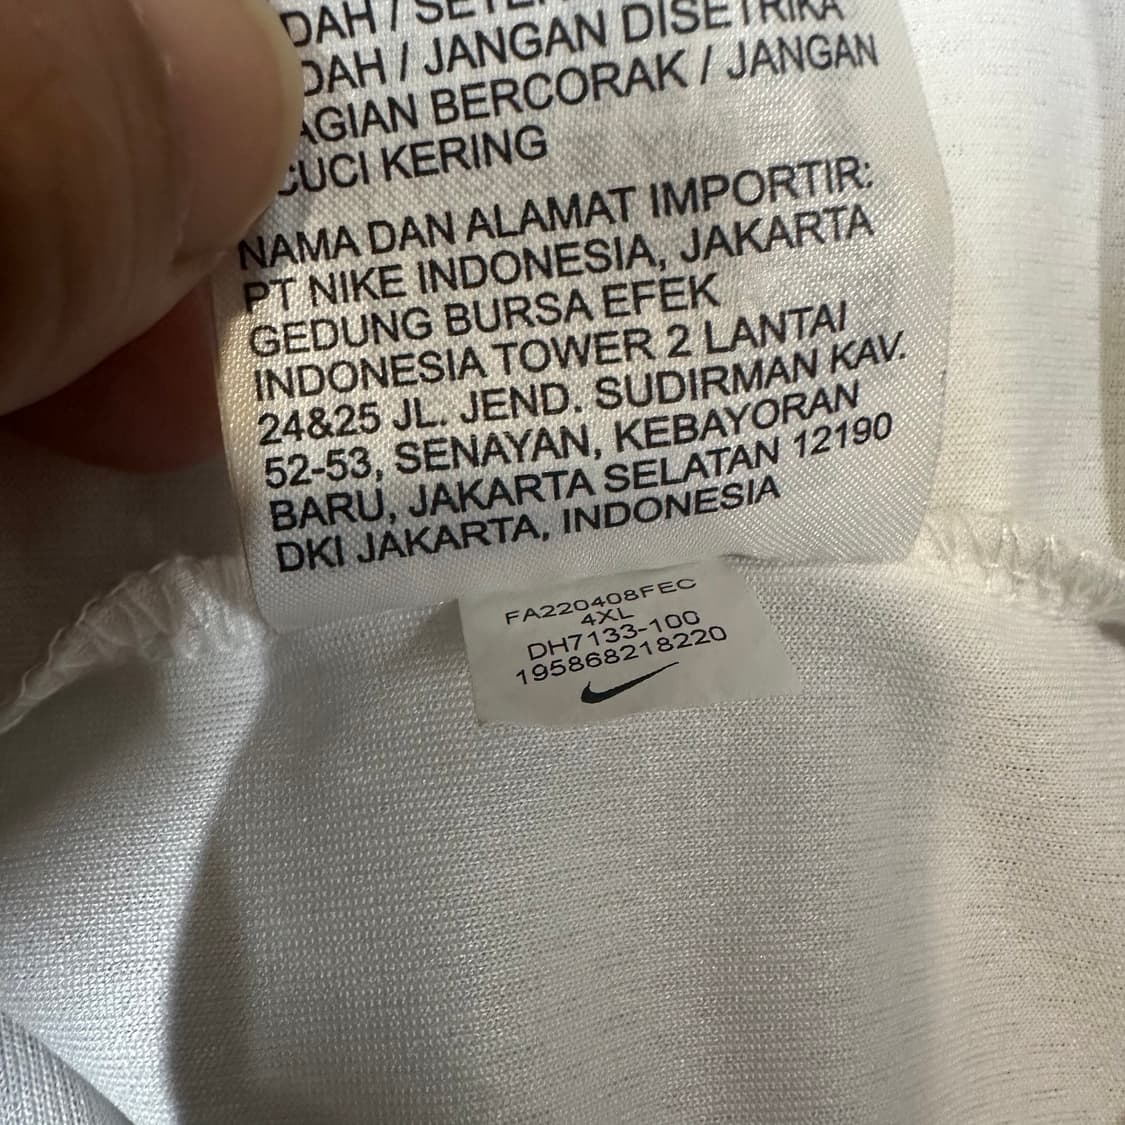 DAH / 
DAH / JANGAN DISETRIKA
AGIAN BERCORAK / JANGAN
CUCI KERING
NAMA DAN ALAMAT IMPORTIR:
PT NIKE INDONESIA, JAKARTA
GEDUNG BURSA EFEK
INDONESIA TOWER 2 LANTAI
24&25 JL. JEND. SUDIRMAN KAV.
52-53, SENAYAN, KEBAYORAN
BARU, JAKARTA SELATAN 12190
DKI JAKARTA, INDONESIA
FA220408FEC
4XL
DH7133-100
195868218220